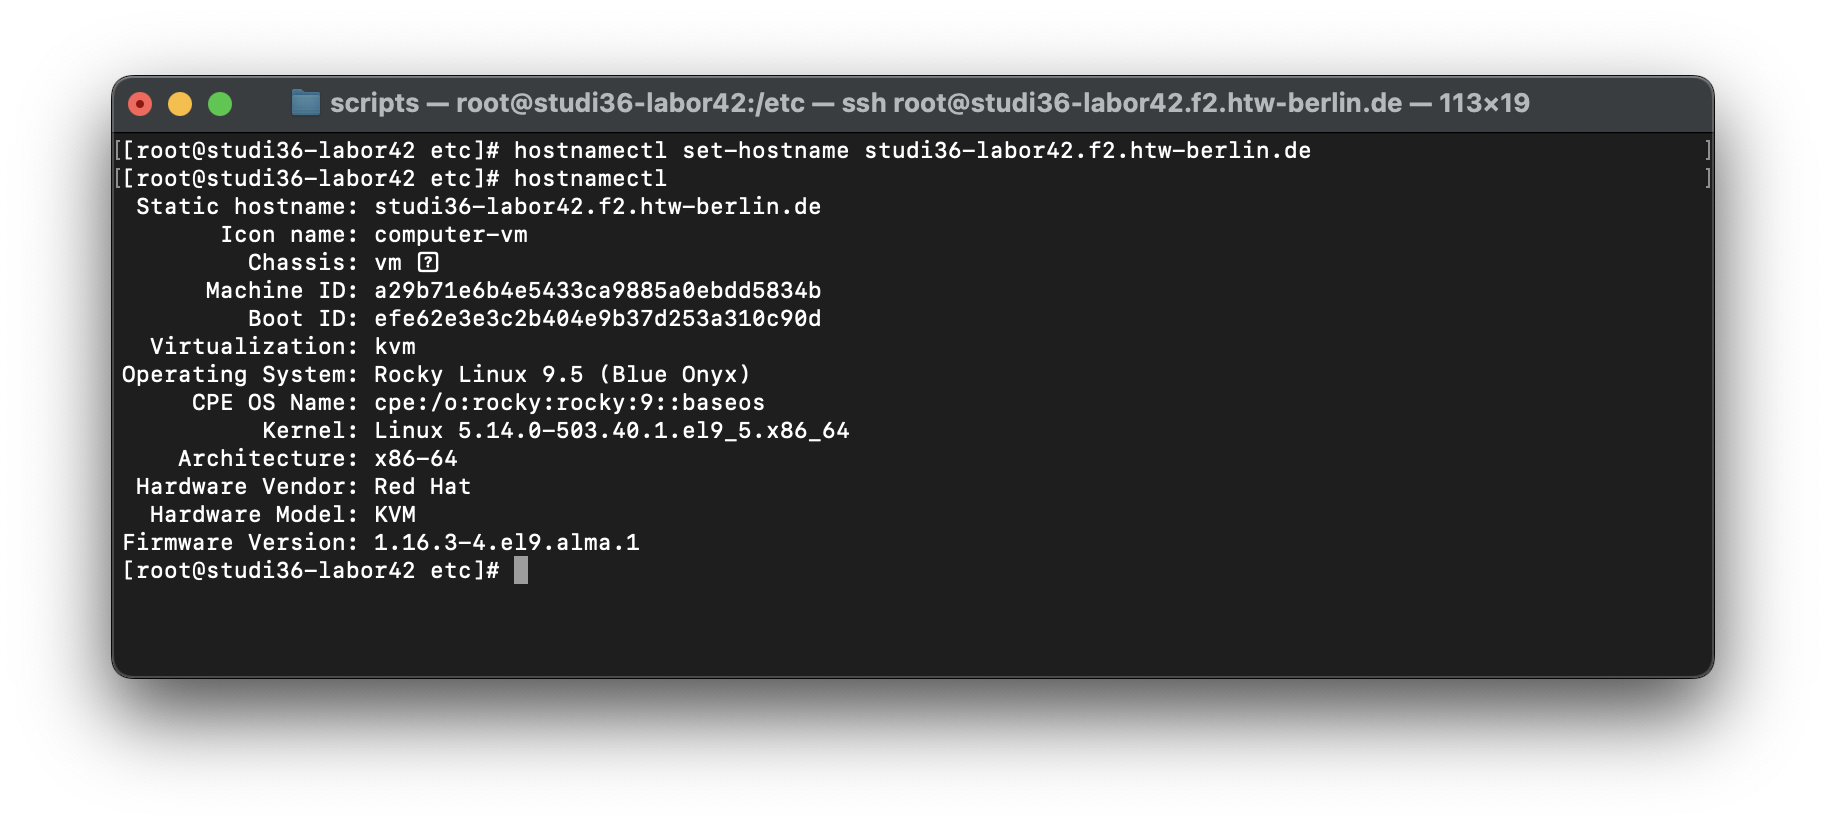 scripts — root@studi36-labor42:/etc — ssh root@studi36-labor42.f2.htw-berlin.de — 113×19
[[root@studi36-labor42 etc]# hostnamectl set-hostname studi36-labor42.f2.htw-berlin.de ]
[[root@studi36-labor42 etc]# hostnamectl ]
Static hostname: studi36-labor42.f2.htw-berlin.de
Icon name: computer-vm
Chassis: vm [?]
Machine ID: a29b71e6b4e5433ca9885a0ebdd5834b
Boot ID: efe62e3e3c2b404e9b37d253a310c90d
Virtualization: kvm
Operating System: Rocky Linux 9.5 (Blue Onyx)
CPE OS Name: cpe:/o:rocky:rocky:9::baseos
Kernel: Linux 5.14.0-503.40.1.el9_5.x86_64
Architecture: x86-64
Hardware Vendor: Red Hat
Hardware Model: KVM
Firmware Version: 1.16.3-4.el9.alma.1
[root@studi36-labor42 etc]#